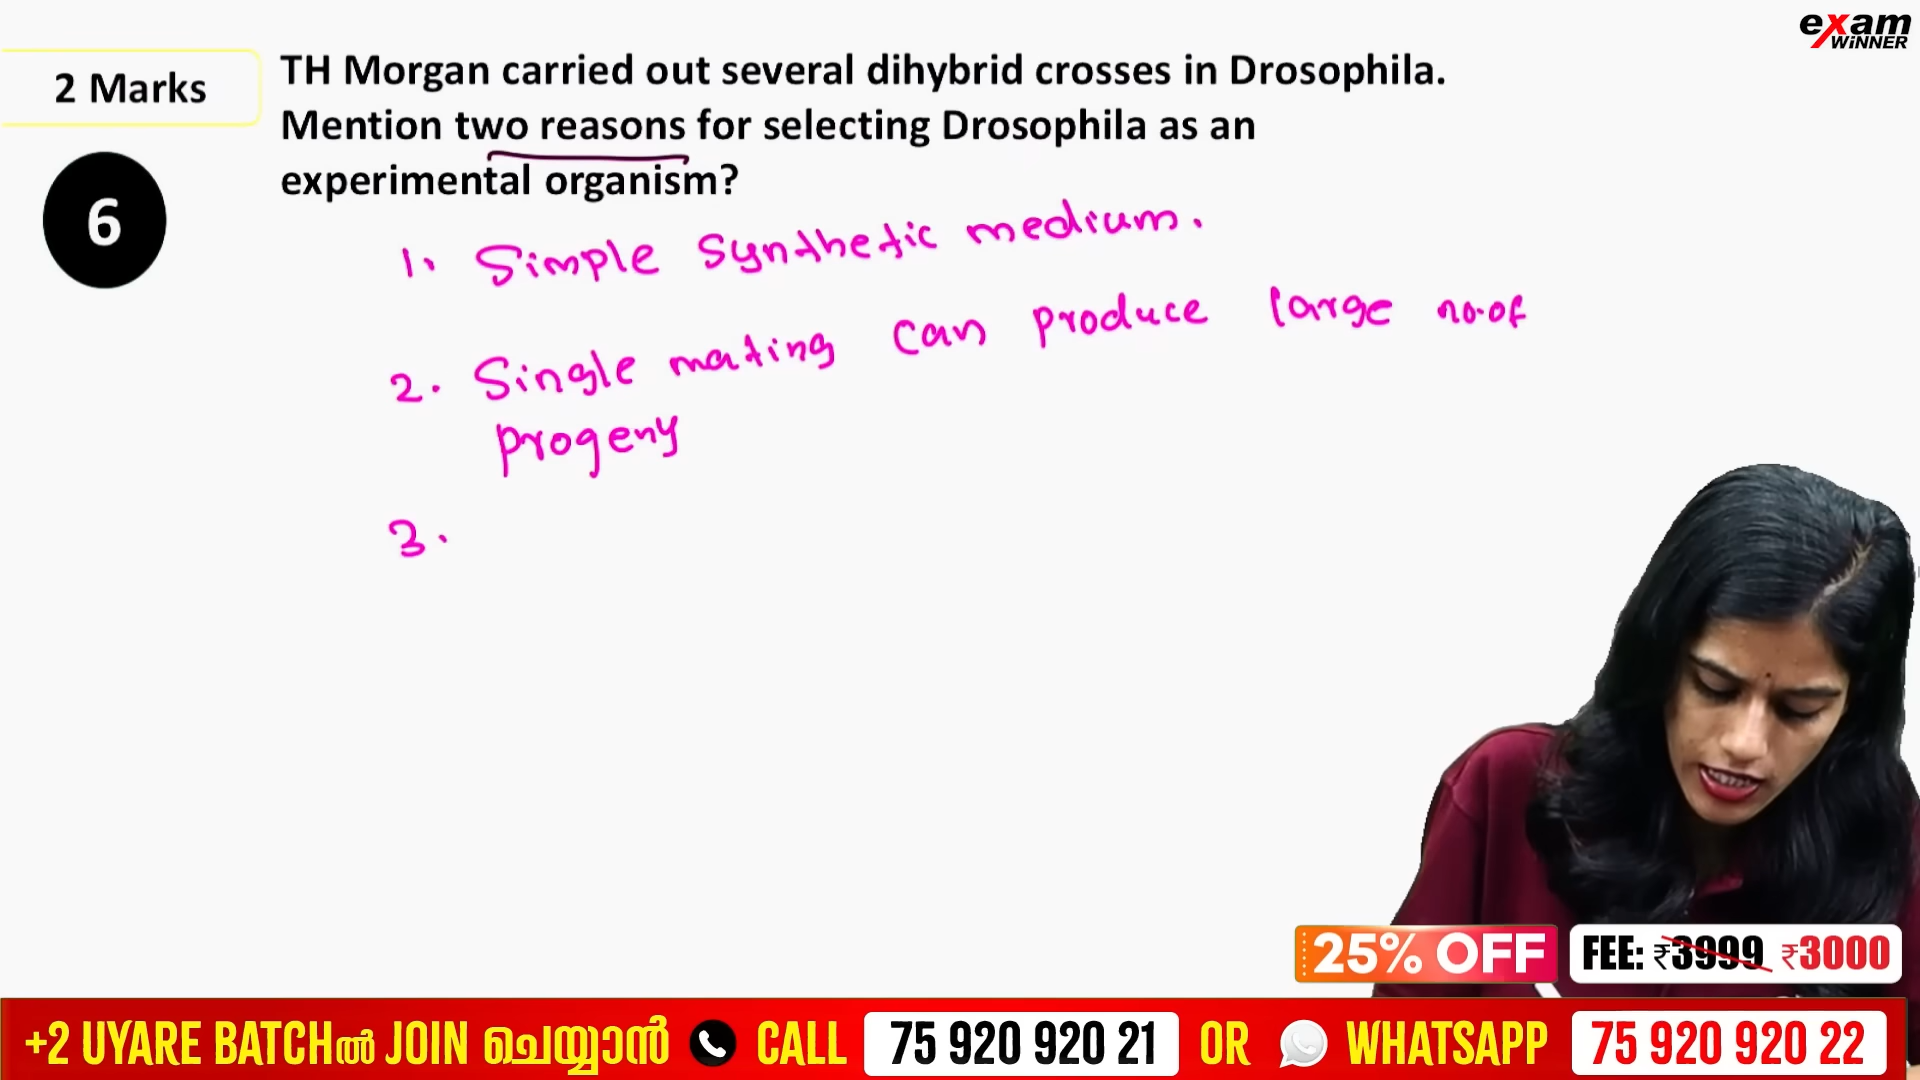 exam
WiNNER
2 Marks
TH Morgan carried out several dihybrid crosses in Drosophila.
Mention two reasons for selecting Drosophila as an
experimental organism?
6
1. Simple Synthetic medium.
2. Single mating can produce large no.of
Progeny
3.
25% OFF
FEE: ₹3999 ₹3000
+2 UYARE BATCHൽ JOIN ചെയ്യാൻ CALL 75 920 920 21 OR WHATSAPP 75 920 920 22